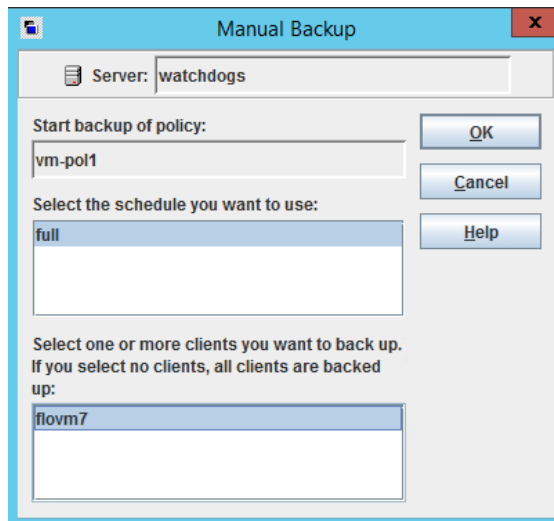 Manual Backup
x
Server: watchdogs
Start backup of policy:
vm-pol1
OK
Cancel
Select the schedule you want to use:
full
Help
Select one or more clients you want to back up.
If you select no clients, all clients are backed
up:
flovm7